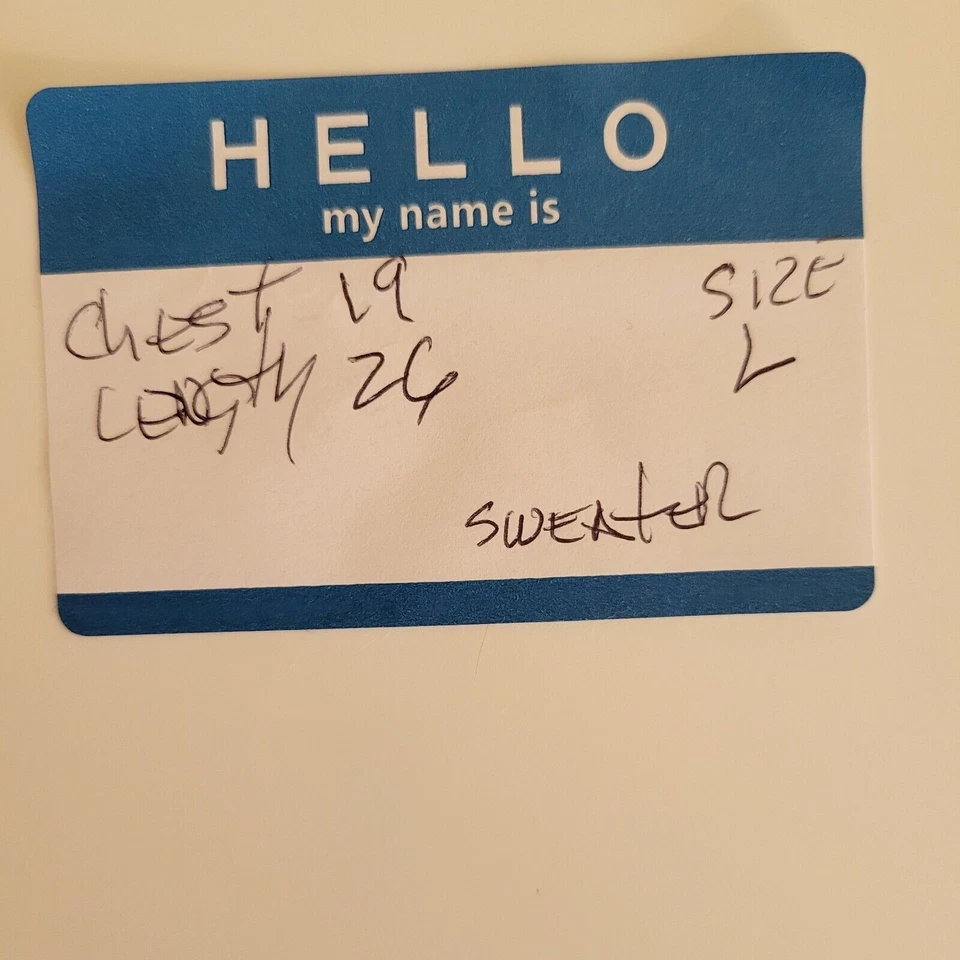 HELLO
my name is
CHEST 19 SIZE
LENGTH 26 L
SWEATER